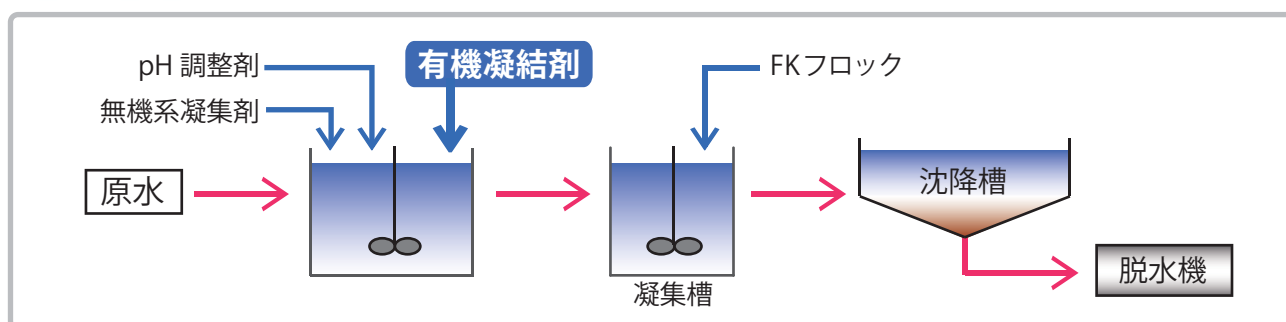 pH 調整剤
有機凝結剤
FKフロック
無機系凝集剤
原水
沈降槽
脱水機
凝集槽